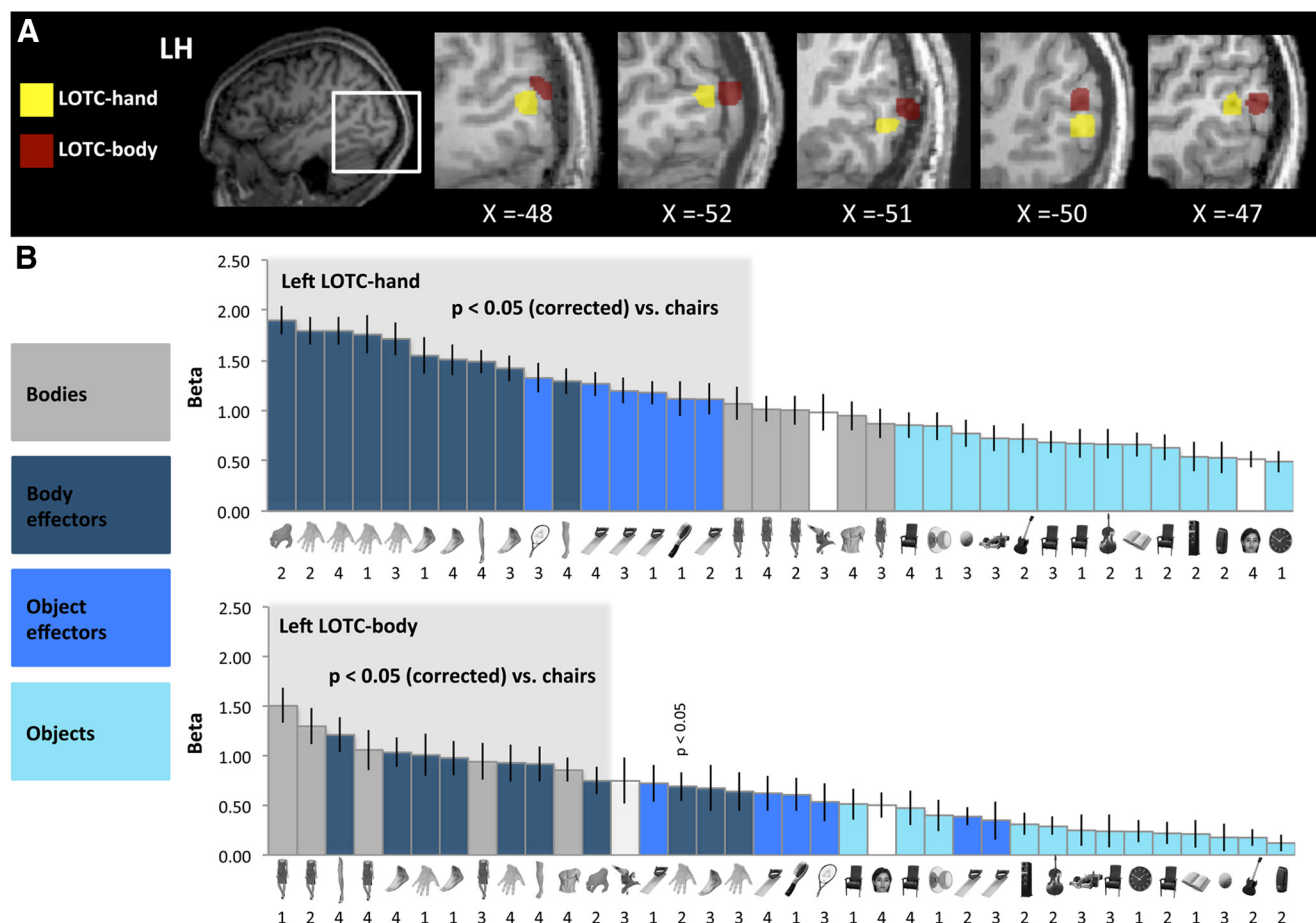 A
LH
LOTC-hand
LOTC-body
X =-48
X =-52
X =-51
X =-50
X =-47
B
Bodies
Body
effectors
Object
effectors
Objects
Beta
2.50
2.00
1.50
1.00
0.50
0.00
Left LOTC-hand
p < 0.05 (corrected) vs. chairs
2 2 4 1 3 1 4 4 3 3 4 4 3 1 1 2 1 4 2 3 4 3 4 1 3 3 2 3 1 2 1 2 2 2 4 1
Beta
2.50
2.00
1.50
1.00
0.50
0.00
Left LOTC-body
p < 0.05 (corrected) vs. chairs
p < 0.05
1 2 4 4 4 1 1 3 4 4 4 2 3 1 2 3 3 4 1 3 1 4 4 1 2 3 2 2 3 3 1 2 1 3 2 2